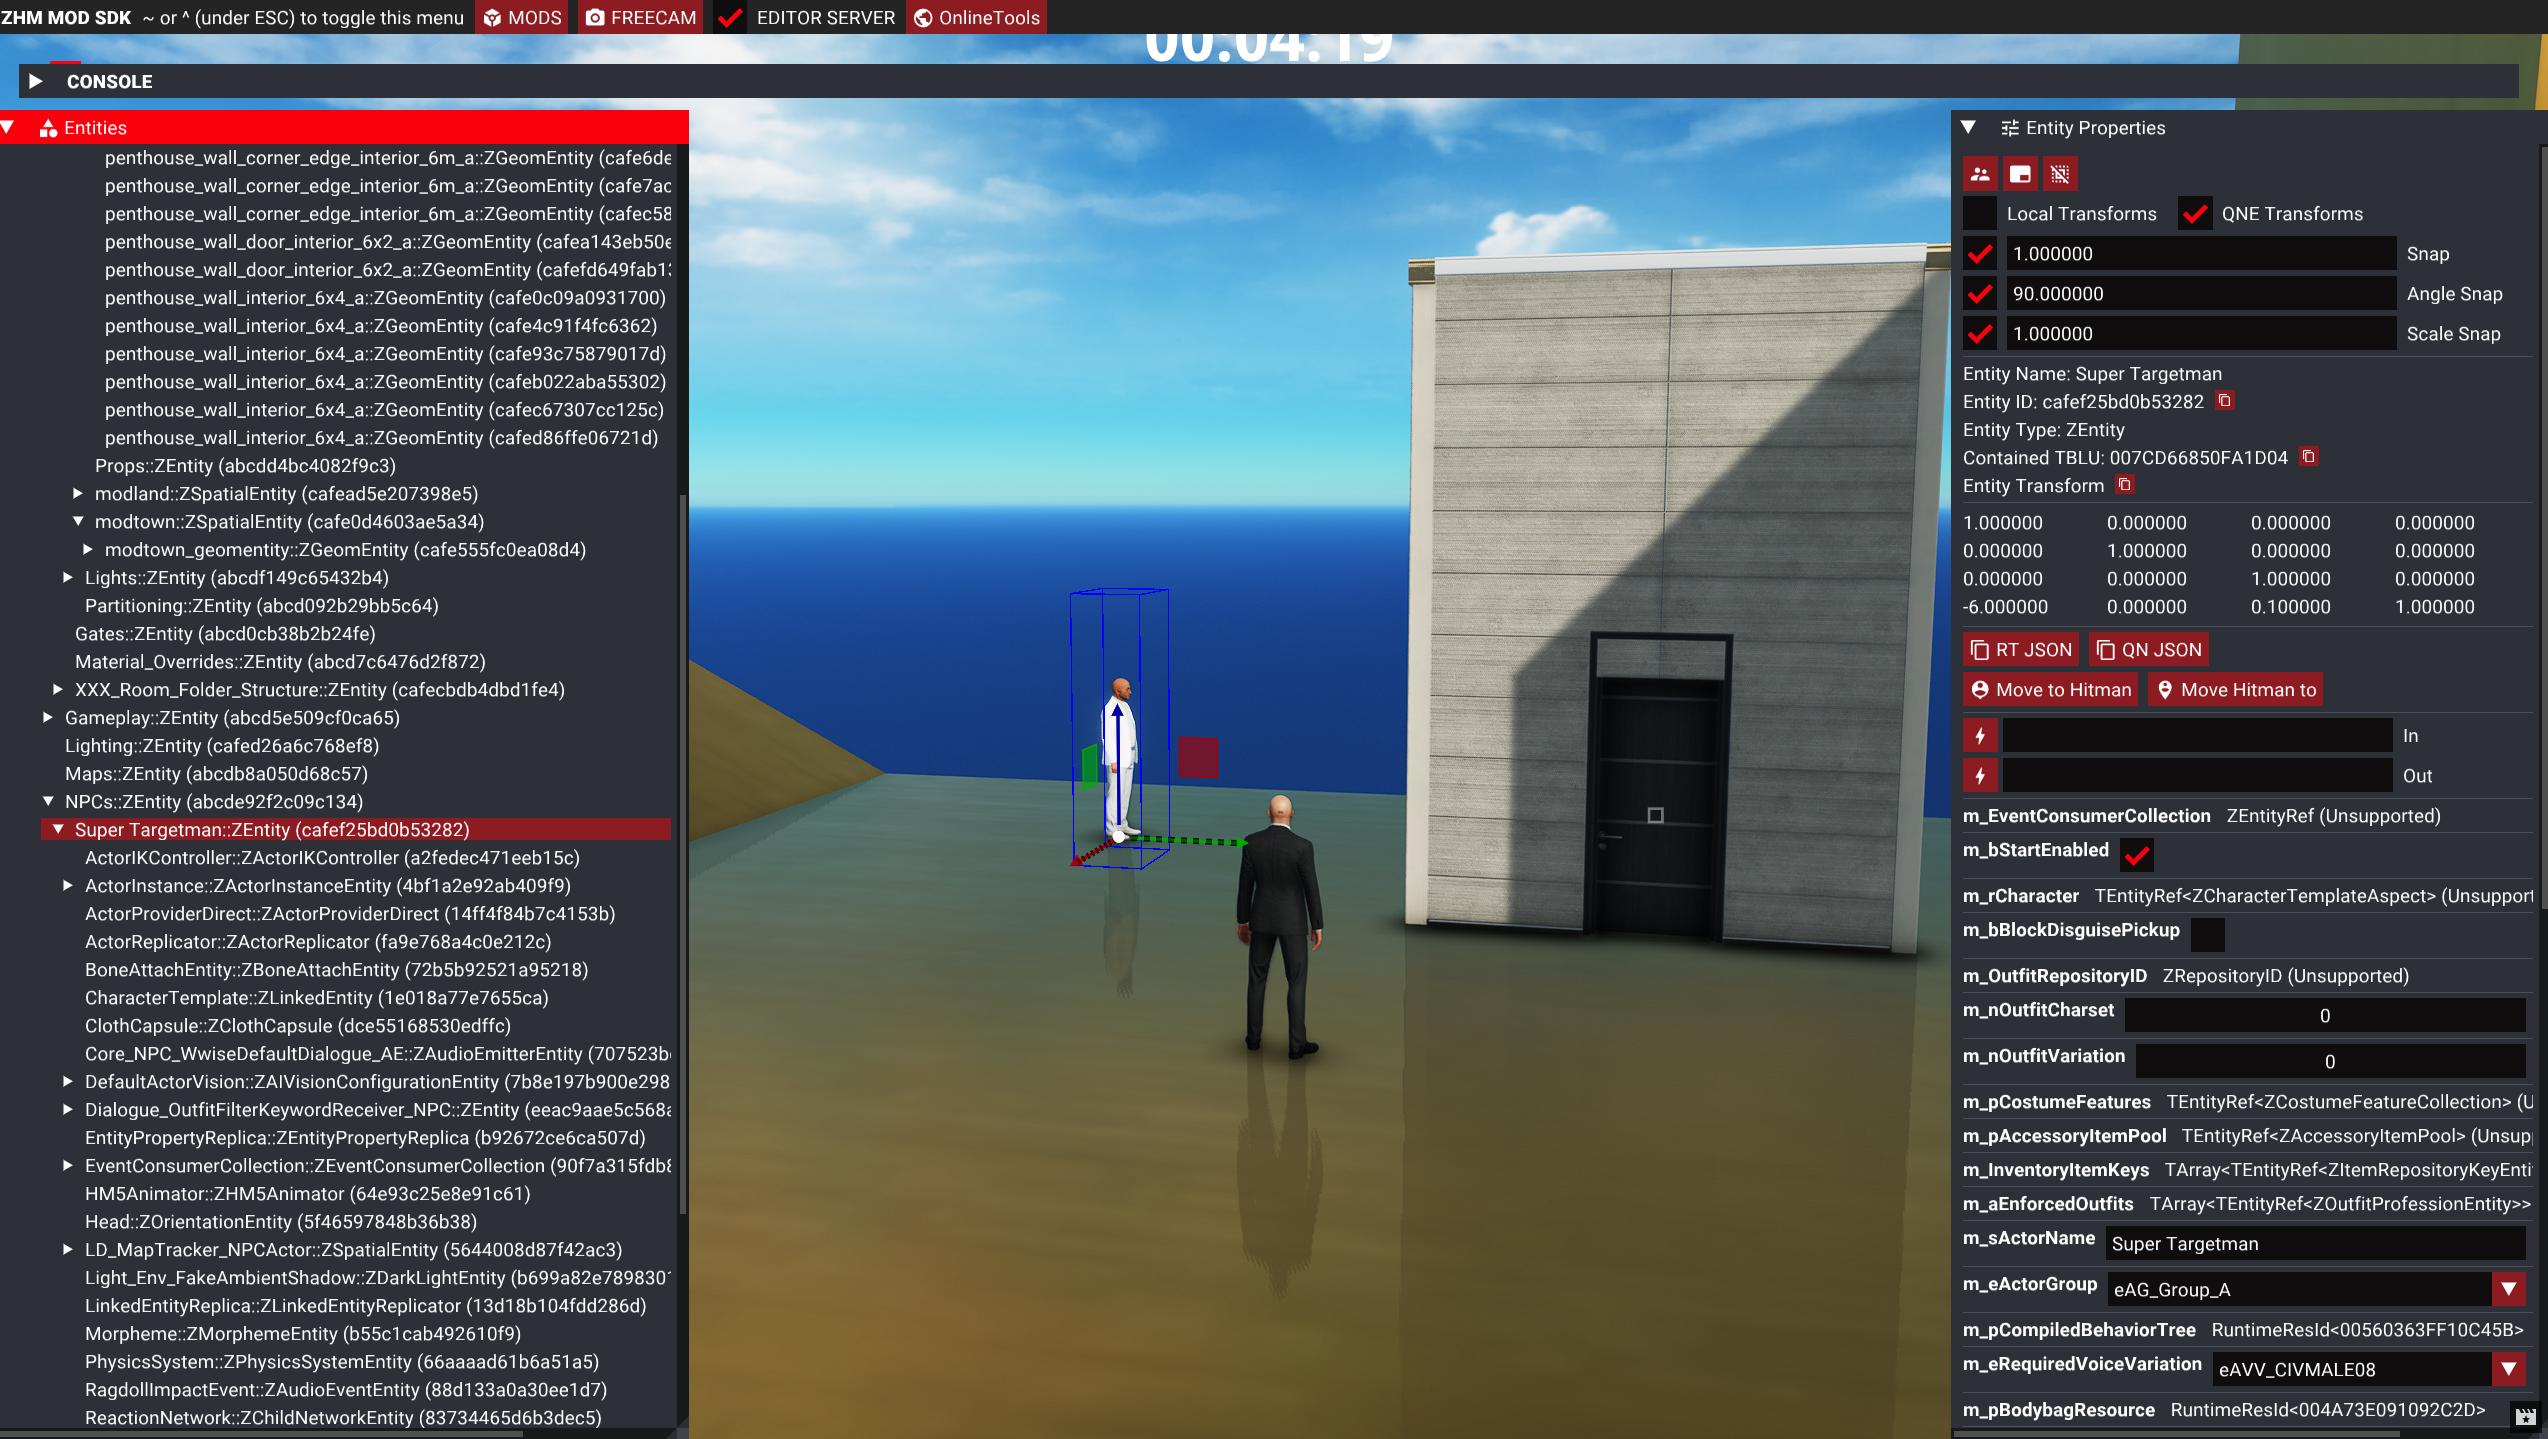 ZHM MOD SDK ~ or ^ (under ESC) to toggle this menu MODS FREECAM EDITOR SERVER OnlineTools
00:04:19
CONSOLE
Entities
penthouse_wall_corner_edge_interior_6m_a::ZGeomEntity (cafe6de
penthouse_wall_corner_edge_interior_6m_a::ZGeomEntity (cafe7ac
penthouse_wall_corner_edge_interior_6m_a::ZGeomEntity (cafec58
penthouse_wall_door_interior_6x2_a::ZGeomEntity (cafea143eb50e
penthouse_wall_door_interior_6x2_a::ZGeomEntity (cafefd649fab13
penthouse_wall_interior_6x4_a::ZGeomEntity (cafe0c09a0931700)
penthouse_wall_interior_6x4_a::ZGeomEntity (cafe4c91f4fc6362)
penthouse_wall_interior_6x4_a::ZGeomEntity (cafe93c75879017d)
penthouse_wall_interior_6x4_a::ZGeomEntity (cafeb022aba55302)
penthouse_wall_interior_6x4_a::ZGeomEntity (cafec67307cc125c)
penthouse_wall_interior_6x4_a::ZGeomEntity (cafed86ffe06721d)
Props::ZEntity (abcdd4bc4082f9c3)
modland::ZSpatialEntity (cafead5e207398e5)
modtown::ZSpatialEntity (cafe0d4603ae5a34)
modtown_geomentity::ZGeomEntity (cafe555fc0ea08d4)
Lights::ZEntity (abcdf149c65432b4)
Partitioning::ZEntity (abcd092b29bb5c64)
Gates::ZEntity (abcd0cb38b2b24fe)
Material_Overrides::ZEntity (abcd7c6476d2f872)
XXX_Room_Folder_Structure::ZEntity (cafecbdb4dbd1fe4)
Gameplay::ZEntity (abcd5e509cf0ca65)
Lighting::ZEntity (cafed26a6c768ef8)
Maps::ZEntity (abcdb8a050d68c57)
NPCs::ZEntity (abcde92f2c09c134)
Super Targetman::ZEntity (cafef25bd0b53282)
ActorIKController::ZActorIKController (a2fedec471eeb15c)
ActorInstance::ZActorInstanceEntity (4bf1a2e92ab409f9)
ActorProviderDirect::ZActorProviderDirect (14ff4f84b7c4153b)
ActorReplicator::ZActorReplicator (fa9e768a4c0e212c)
BoneAttachEntity::ZBoneAttachEntity (72b5b92521a95218)
CharacterTemplate::ZLinkedEntity (1e018a77e7655ca)
ClothCapsule::ZClothCapsule (dce55168530edffc)
Core_NPC_WwiseDefaultDialogue_AE::ZAudioEmitterEntity (707523b
DefaultActorVision::ZAIVisionConfigurationEntity (7b8e197b900e298
Dialogue_OutfitFilterKeywordReceiver_NPC::ZEntity (eeac9aae5c568a
EntityPropertyReplica::ZEntityPropertyReplica (b92672ce6ca507d)
EventConsumerCollection::ZEventConsumerCollection (90f7a315fdb8
HM5Animator::ZHM5Animator (64e93c25e8e91c61)
Head::ZOrientationEntity (5f46597848b36b38)
LD_MapTracker_NPCActor::ZSpatialEntity (5644008d87f42ac3)
Light_Env_FakeAmbientShadow::ZDarkLightEntity (b699a82e7898301
LinkedEntityReplica::ZLinkedEntityReplicator (13d18b104fdd286d)
Morpheme::ZMorphemeEntity (b55c1cab492610f9)
PhysicsSystem::ZPhysicsSystemEntity (66aaaad61b6a51a5)
RagdollImpactEvent::ZAudioEventEntity (88d133a0a30ee1d7)
ReactionNetwork::ZChildNetworkEntity (83734465d6b3dec5)
Entity Properties
Local Transforms QNE Transforms
1.000000 Snap
90.000000 Angle Snap
1.000000 Scale Snap
Entity Name: Super Targetman
Entity ID: cafef25bd0b53282
Entity Type: ZEntity
Contained TBLU: 007CD66850FA1D04
Entity Transform
1.000000 0.000000 0.000000 0.000000
0.000000 1.000000 0.000000 0.000000
0.000000 0.000000 1.000000 0.000000
-6.000000 0.000000 0.100000 1.000000
RT JSON QN JSON
Move to Hitman Move Hitman to
In
Out
m_EventConsumerCollection ZEntityRef (Unsupported)
m_bStartEnabled
m_rCharacter TEntityRef<ZCharacterTemplateAspect> (Unsupport
m_bBlockDisguisePickup
m_OutfitRepositoryID ZRepositoryID (Unsupported)
m_nOutfitCharset 0
m_nOutfitVariation 0
m_pCostumeFeatures TEntityRef<ZCostumeFeatureCollection> (U
m_pAccessoryItemPool TEntityRef<ZAccessoryItemPool> (Unsup
m_InventoryItemKeys TArray<TEntityRef<ZItemRepositoryKeyEnti
m_aEnforcedOutfits TArray<TEntityRef<ZOutfitProfessionEntity>>
m_sActorName Super Targetman
m_eActorGroup eAG_Group_A
m_pCompiledBehaviorTree RuntimeResId<00560363FF10C45B>
m_eRequiredVoiceVariation eAVV_CIVMALE08
m_pBodybagResource RuntimeResId<004A73E091092C2D>